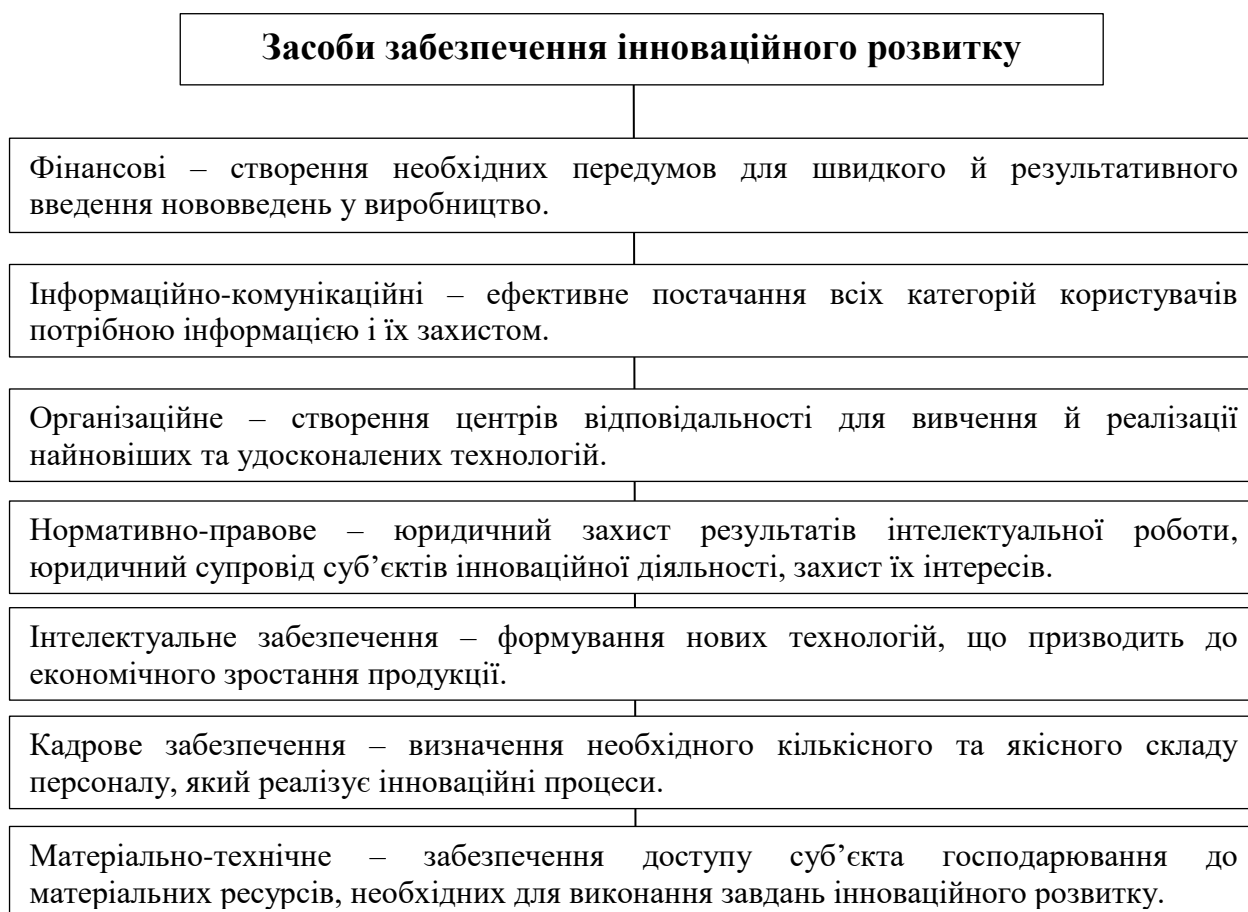 Засоби забезпечення інноваційного розвитку
Фінансові – створення необхідних передумов для швидкого й результативного
введення нововведень у виробництво.
Інформаційно-комунікаційні – ефективне постачання всіх категорій користувачів
потрібною інформацією і їх захистом.
Організаційне – створення центрів відповідальності для вивчення й реалізації
найновіших та удосконалених технологій.
Нормативно-правове – юридичний захист результатів інтелектуальної роботи,
юридичний супровід суб’єктів інноваційної діяльності, захист їх інтересів.
Інтелектуальне забезпечення – формування нових технологій, що призводить до
економічного зростання продукції.
Кадрове забезпечення – визначення необхідного кількісного та якісного складу
персоналу, який реалізує інноваційні процеси.
Матеріально-технічне – забезпечення доступу суб’єкта господарювання до
матеріальних ресурсів, необхідних для виконання завдань інноваційного розвитку.